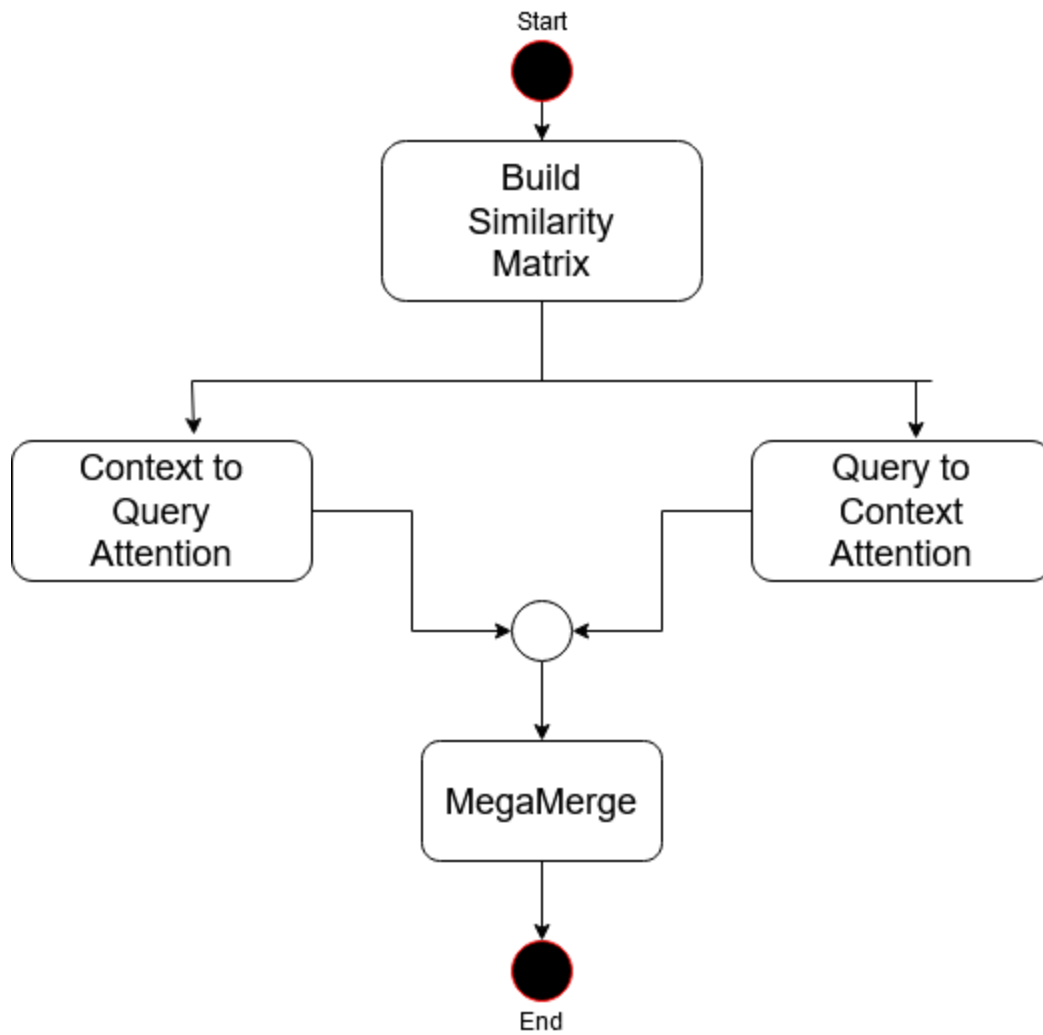 Start
Build
Similarity
Matrix
Context to
Query
Attention
Query to
Context
Attention
MegaMerge
End